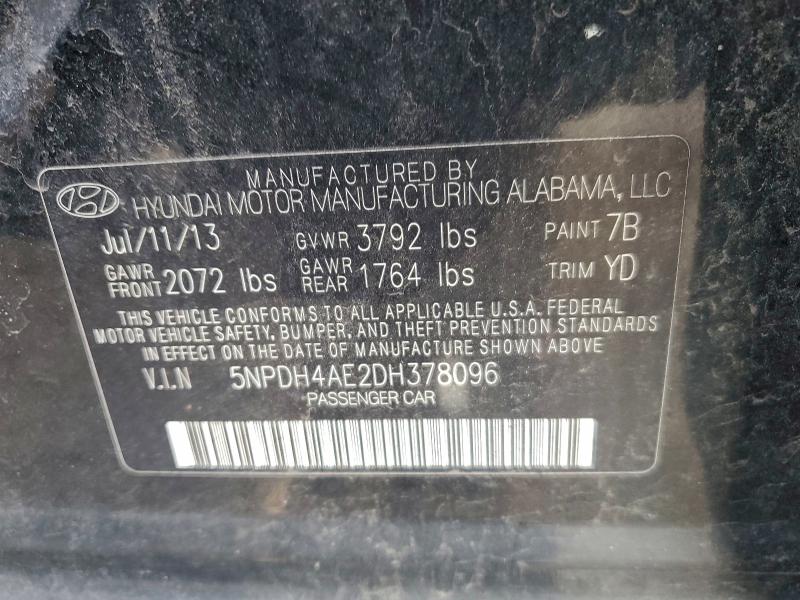 MANUFACTURED BY
HYUNDAI MOTOR MANUFACTURING ALABAMA, LLC
Jul/11/13 GVWR 3792 lbs PAINT 7B
GAWR FRONT 2072 lbs GAWR REAR 1764 lbs TRIM YD
THIS VEHICLE CONFORMS TO ALL APPLICABLE U.S.A. FEDERAL
MOTOR VEHICLE SAFETY, BUMPER, AND THEFT PREVENTION STANDARDS
IN EFFECT ON THE DATE OF MANUFACTURE SHOWN ABOVE
V.I.N 5NPDH4AE2DH378096
PASSENGER CAR